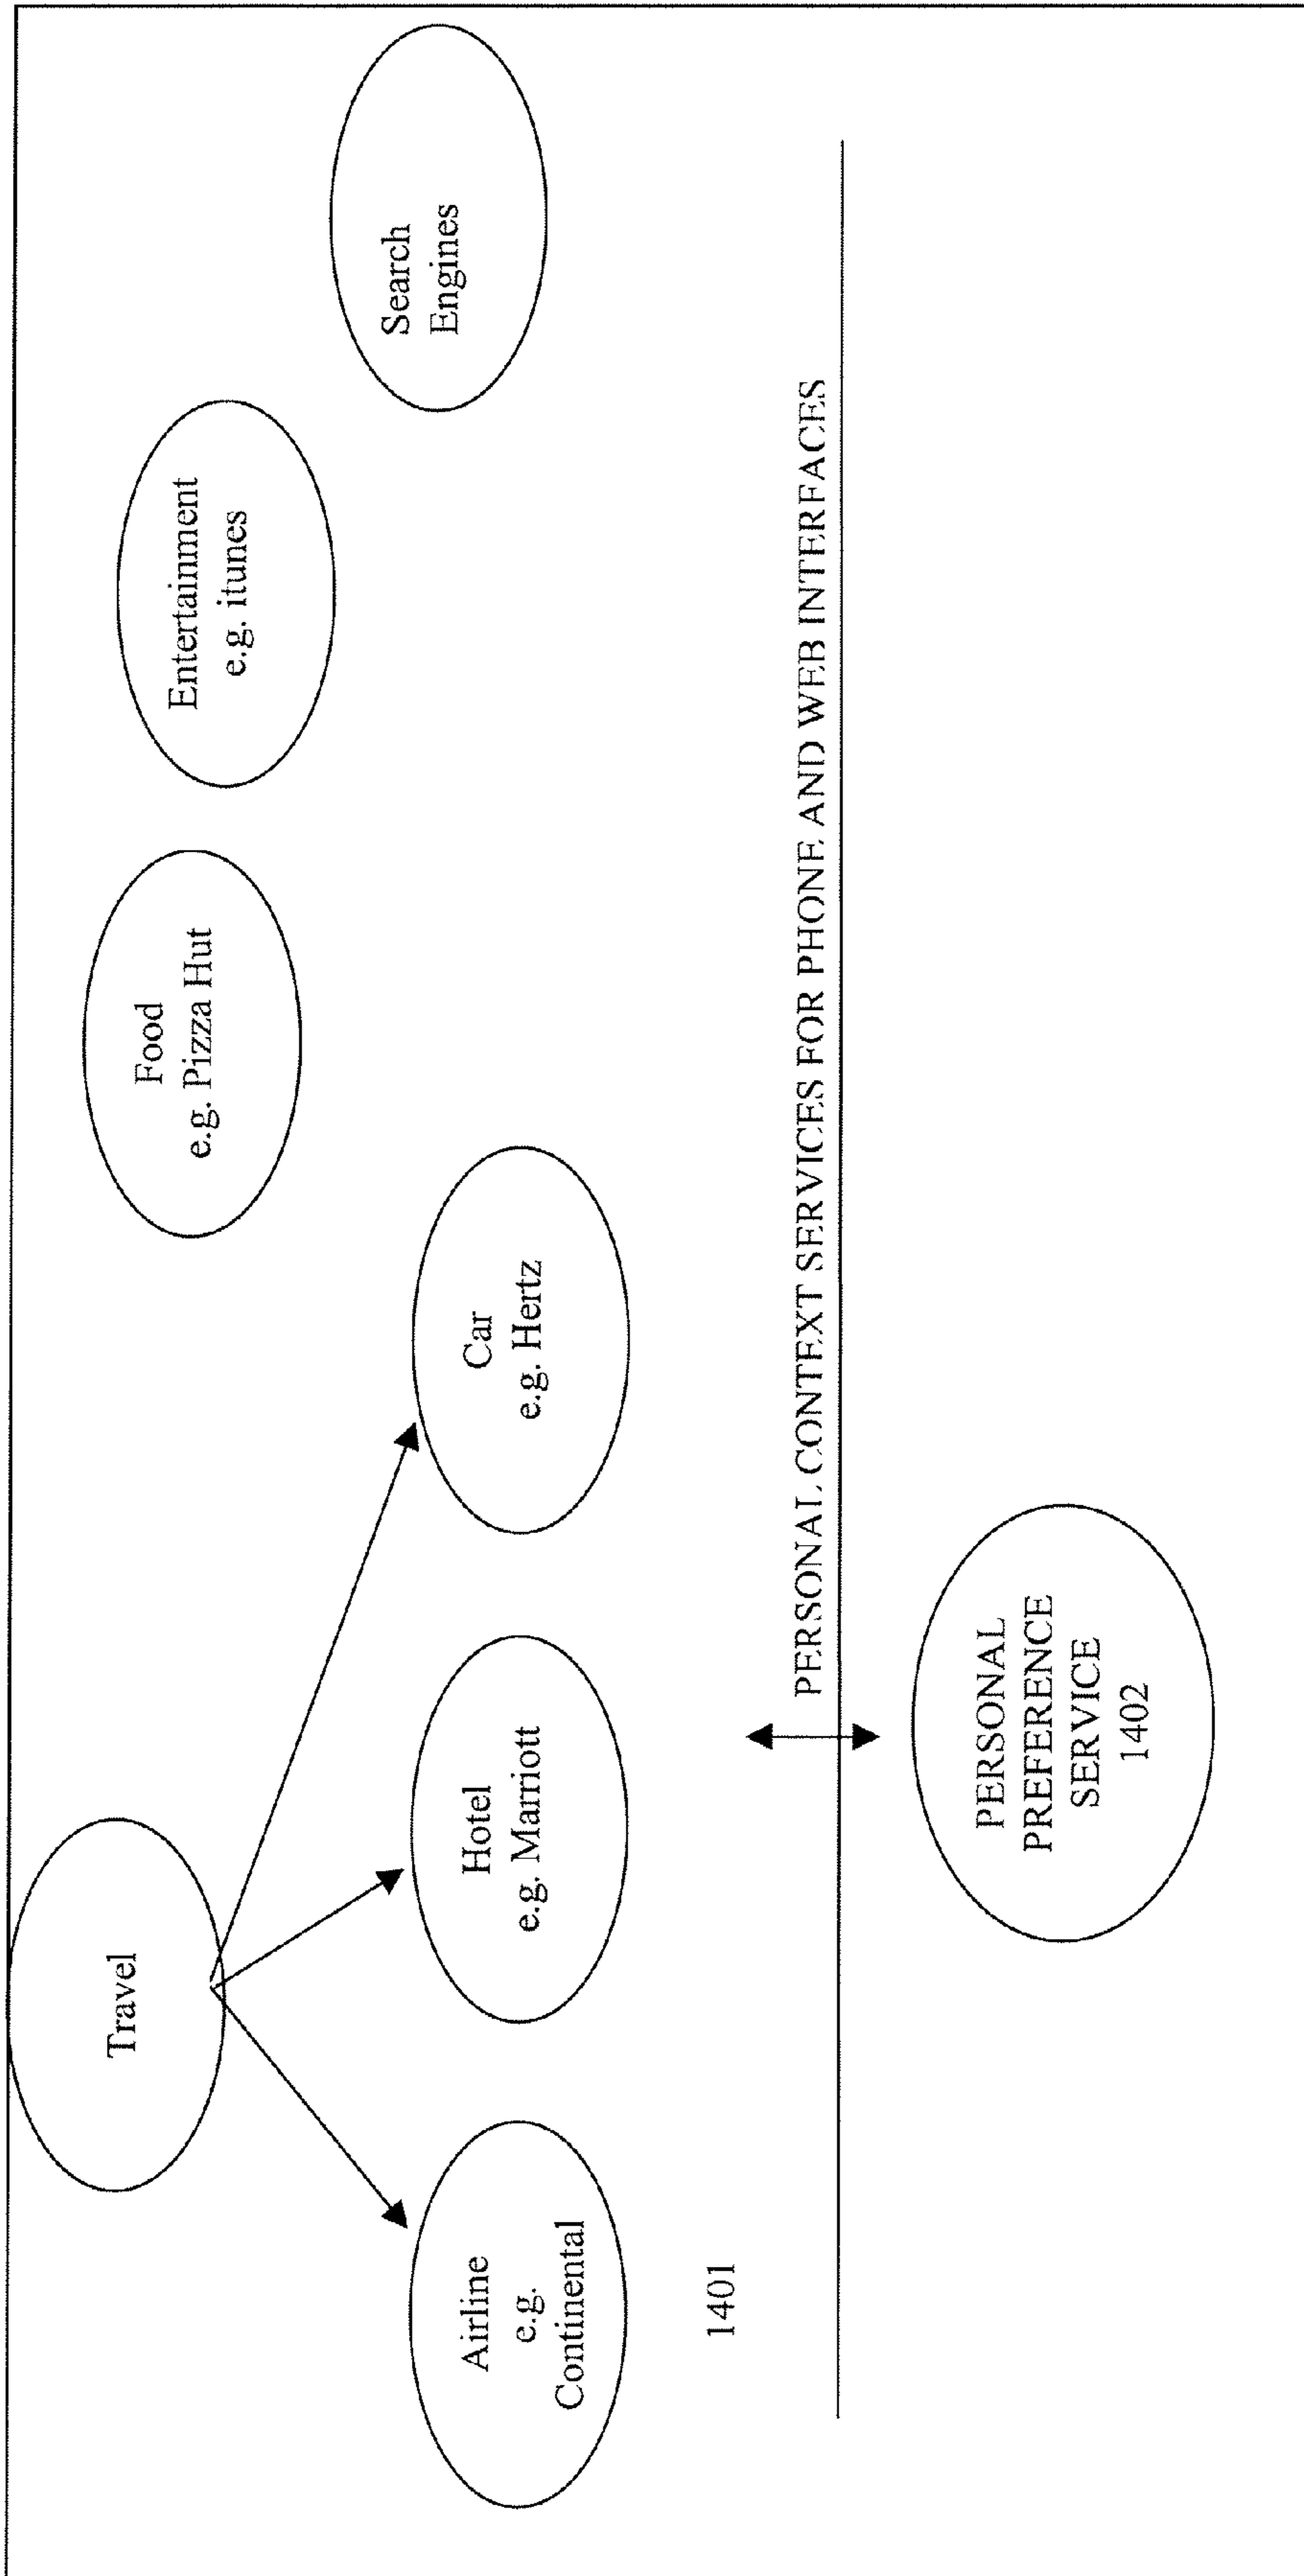 Travel
Food
e.g. Pizza Hut
Entertainment
e.g. itunes
Search
Engines
Airline
e.g.
Continental
Hotel
e.g. Marriott
Car
e.g. Hertz
1401
PERSONAL CONTEXT SERVICES FOR PHONE AND WEB INTERFACES
PERSONAL
PREFERENCE
SERVICE
1402